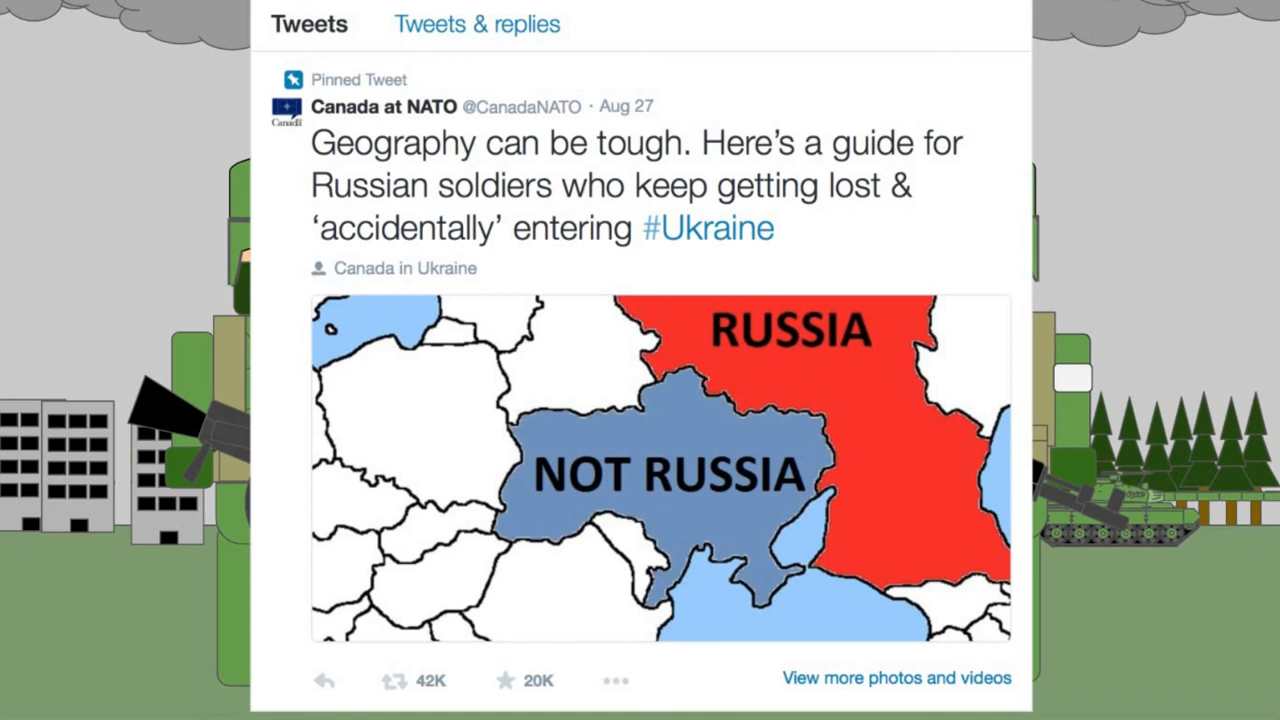 Tweets Tweets & replies
Pinned Tweet
Canada at NATO @CanadaNATO · Aug 27
Canada
Geography can be tough. Here’s a guide for
Russian soldiers who keep getting lost &
‘accidentally’ entering #Ukraine
Canada in Ukraine
RUSSIA
NOT RUSSIA
42K 20K View more photos and videos